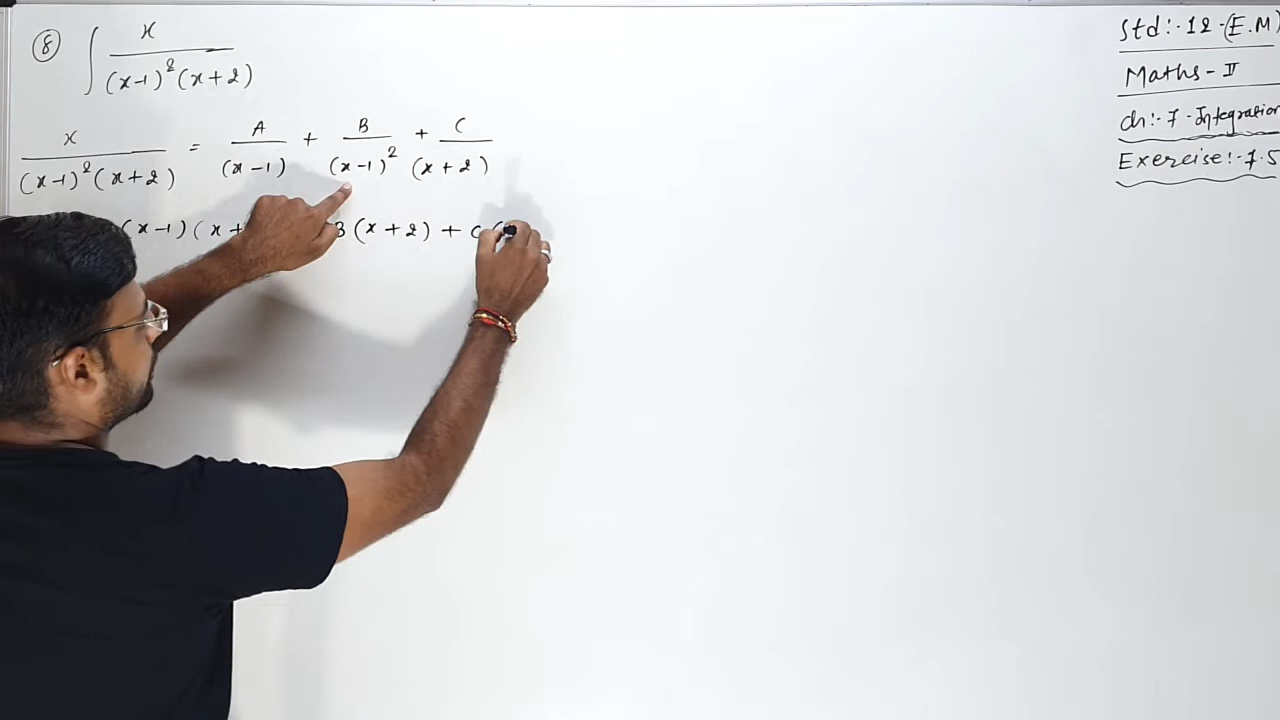 ⑧ ∫ x / (x-1)² (x+2)
x / (x-1)² (x+2) = A / (x-1) + B / (x-1)² + C / (x+2)
(x-1) (x+ B (x+2) + C (
Std:- 12 - (E.M)
Maths - II
ch:- 7 - Integration
Exercise:- 7.5